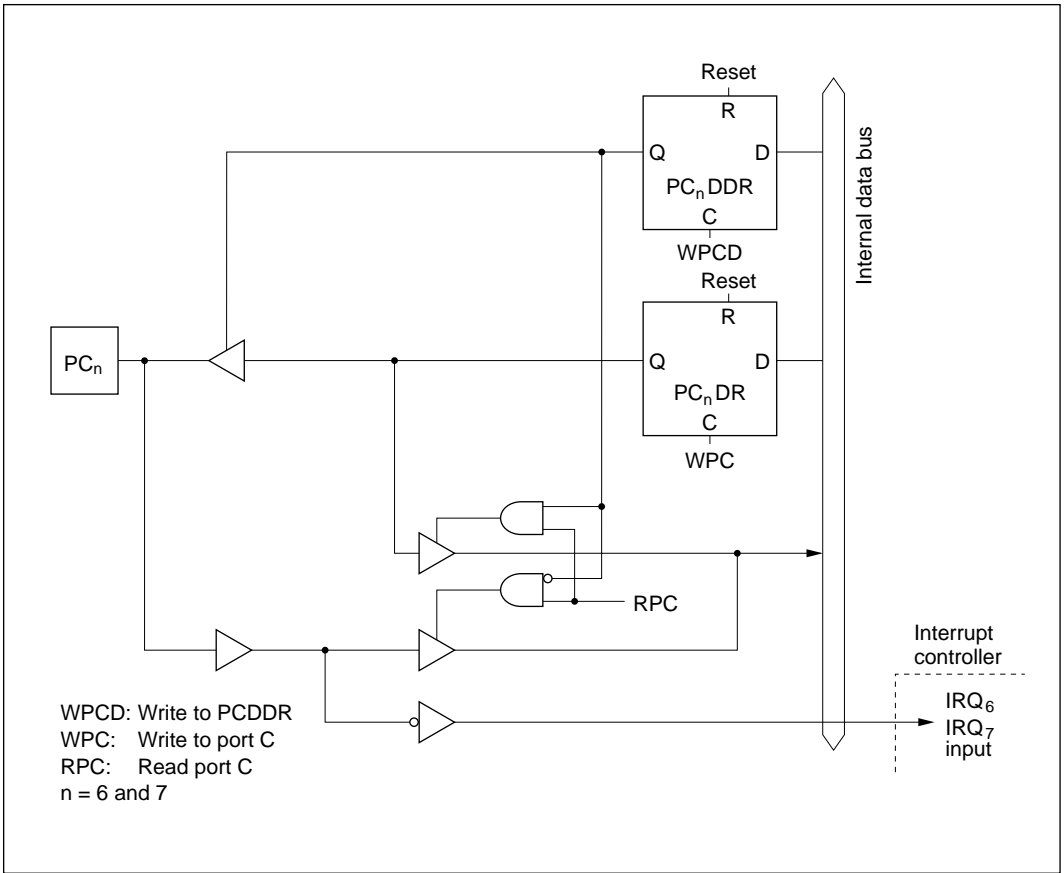 Reset
R
Q D
PCn DDR
C
WPCD
Internal data bus
Reset
R
Q D
PCn DR
C
WPC
PCn
RPC
Interrupt
controller
IRQ6
IRQ7
input
WPCD: Write to PCDDR
WPC: Write to port C
RPC: Read port C
n = 6 and 7